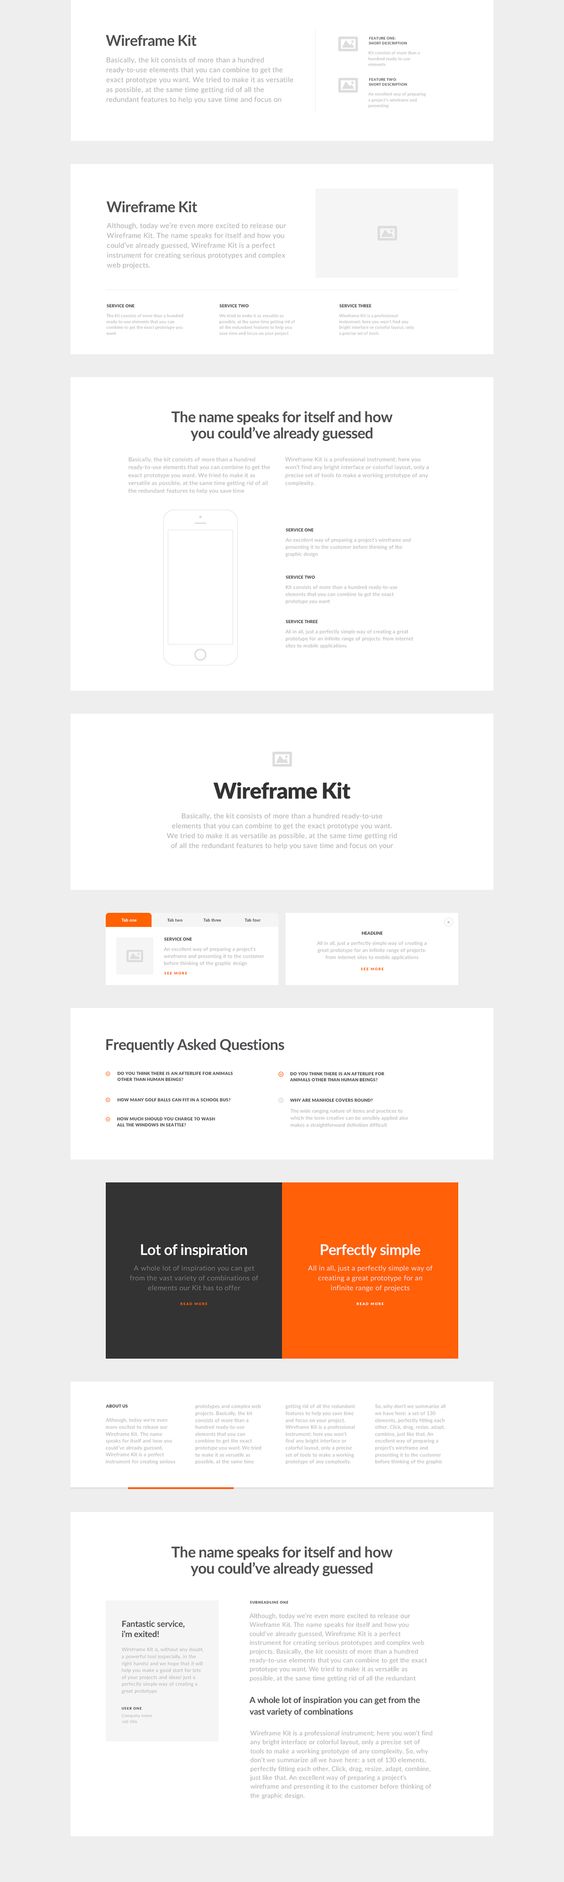 Wireframe Kit
Basically, the kit consists of more than a hundred
ready-to-use elements that you can combine to get the
exact prototype you want. We tried to make it as versatile
as possible, at the same time getting rid of all the
redundant features to help you save time and focus on
FEATURE ONE:
SHORT DESCRIPTION
Kit consists of more than a
hundred ready-to-use
elements
FEATURE TWO:
SHORT DESCRIPTION
An excellent way of preparing
a project's wireframe and
presenting
Wireframe Kit
Although, today we're even more excited to release our
Wireframe Kit. The name speaks for itself and how you
could've already guessed, Wireframe Kit is a perfect
instrument for creating serious prototypes and complex
web projects.
SERVICE ONE
The kit consists of more than a hundred
ready-to-use elements that you can
combine to get the exact prototype you
want
SERVICE TWO
We tried to make it as versatile as
possible, at the same time getting rid of
all the redundant features to help you
save time and focus on your project
SERVICE THREE
Wireframe Kit is a professional
instrument; here you won't find any
bright interface or colorful layout, only
a precise set of tools
The name speaks for itself and how
you could've already guessed
Basically, the kit consists of more than a hundred
ready-to-use elements that you can combine to get the
exact prototype you want. We tried to make it as
versatile as possible, at the same time getting rid of all
the redundant features to help you save time
Wireframe Kit is a professional instrument; here you
won't find any bright interface or colorful layout, only a
precise set of tools to make a working prototype of any
complexity.
SERVICE ONE
An excellent way of preparing a project's wireframe and
presenting it to the customer before thinking of the
graphic design
SERVICE TWO
Kit consists of more than a hundred ready-to-use
elements that you can combine to get the exact
prototype you want
SERVICE THREE
All in all, just a perfectly simple way of creating a great
prototype for an infinite range of projects: from internet
sites to mobile applications
Wireframe Kit
Basically, the kit consists of more than a hundred ready-to-use
elements that you can combine to get the exact prototype you want.
We tried to make it as versatile as possible, at the same time getting rid
of all the redundant features to help you save time and focus on your
Tab one
Tab two
Tab three
Tab four
SERVICE ONE
An excellent way of preparing a project's
wireframe and presenting it to the customer
before thinking of the graphic design
SEE MORE
HEADLINE
All in all, just a perfectly simple way of creating a
great prototype for an infinite range of projects:
from internet sites to mobile applications
SEE MORE
Frequently Asked Questions
DO YOU THINK THERE IS AN AFTERLIFE FOR ANIMALS
OTHER THAN HUMAN BEINGS?
HOW MANY GOLF BALLS CAN FIT IN A SCHOOL BUS?
HOW MUCH SHOULD YOU CHARGE TO WASH
ALL THE WINDOWS IN SEATTLE?
DO YOU THINK THERE IS AN AFTERLIFE FOR
ANIMALS OTHER THAN HUMAN BEINGS?
WHY ARE MANHOLE COVERS ROUND?
The wide ranging nature of items and practices to
which the term creative can be sensibly applied also
makes a straightforward definition difficult
Lot of inspiration
A whole lot of inspiration you can get
from the vast variety of combinations of
elements our Kit has to offer
READ MORE
Perfectly simple
All in all, just a perfectly simple way of
creating a great prototype for an
infinite range of projects
READ MORE
ABOUT US
Although, today we're even
more excited to release our
Wireframe Kit. The name
speaks for itself and how you
could've already guessed,
Wireframe Kit is a perfect
instrument for creating serious
prototypes and complex web
projects. Basically, the kit
consists of more than a
hundred ready-to-use
elements that you can
combine to get the exact
prototype you want. We tried
to make it as versatile as
possible, at the same time
getting rid of all the redundant
features to help you save time
and focus on your project.
Wireframe Kit is a professional
instrument; here you won't
find any bright interface or
colorful layout, only a precise
set of tools to make a working
prototype of any complexity.
So, why don't we summarize all
we have here: a set of 130
elements, perfectly fitting each
other. Click, drag, resize, adapt,
combine, just like that. An
excellent way of preparing a
project's wireframe and
presenting it to the customer
before thinking of the graphic
The name speaks for itself and how
you could've already guessed
Fantastic service,
i'm exited!
Wireframe Kit is, without any doubt,
a powerful tool (especially, in the
right hands) and we hope that it will
help you make a good start for lots
of your projects and ideas! just a
perfectly simple way of creating a
great prototype
USER ONE
Company name
Job title
SUBHEADLINE ONE
Although, today we're even more excited to release our
Wireframe Kit. The name speaks for itself and how you
could've already guessed, Wireframe Kit is a perfect
instrument for creating serious prototypes and complex web
projects. Basically, the kit consists of more than a hundred
ready-to-use elements that you can combine to get the exact
prototype you want. We tried to make it as versatile as
possible, at the same time getting rid of all the redundant
A whole lot of inspiration you can get from the
vast variety of combinations
Wireframe Kit is a professional instrument; here you won't find
any bright interface or colorful layout, only a precise set of
tools to make a working prototype of any complexity. So, why
don't we summarize all we have here: a set of 130 elements,
perfectly fitting each other. Click, drag, resize, adapt, combine,
just like that. An excellent way of preparing a project's
wireframe and presenting it to the customer before thinking of
the graphic design.